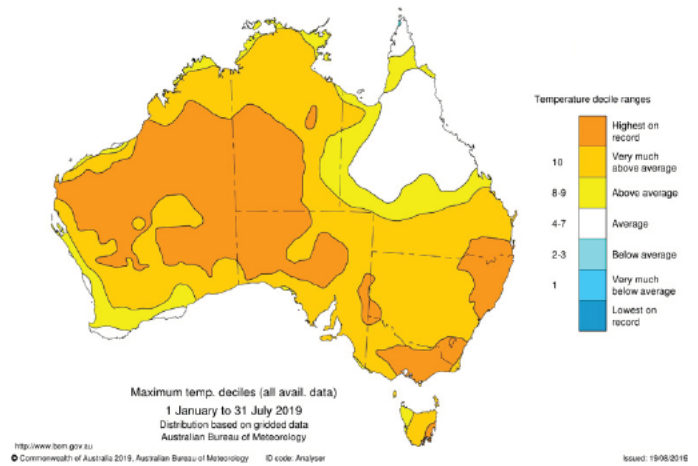 Temperature decile ranges
Highest on
record
10
Very much
above average
8-9
Above average
4-7
Average
2-3
Below average
1
Very much
below average
Lowest on
record
Maximum temp. deciles (all avail. data)
1 January to 31 July 2019
Distribution based on gridded data
Australian Bureau of Meteorology
http://www.bom.gov.au
© Commonwealth of Australia 2019, Australian Bureau of Meteorology ID code: Analyser
Issued: 19/08/2019